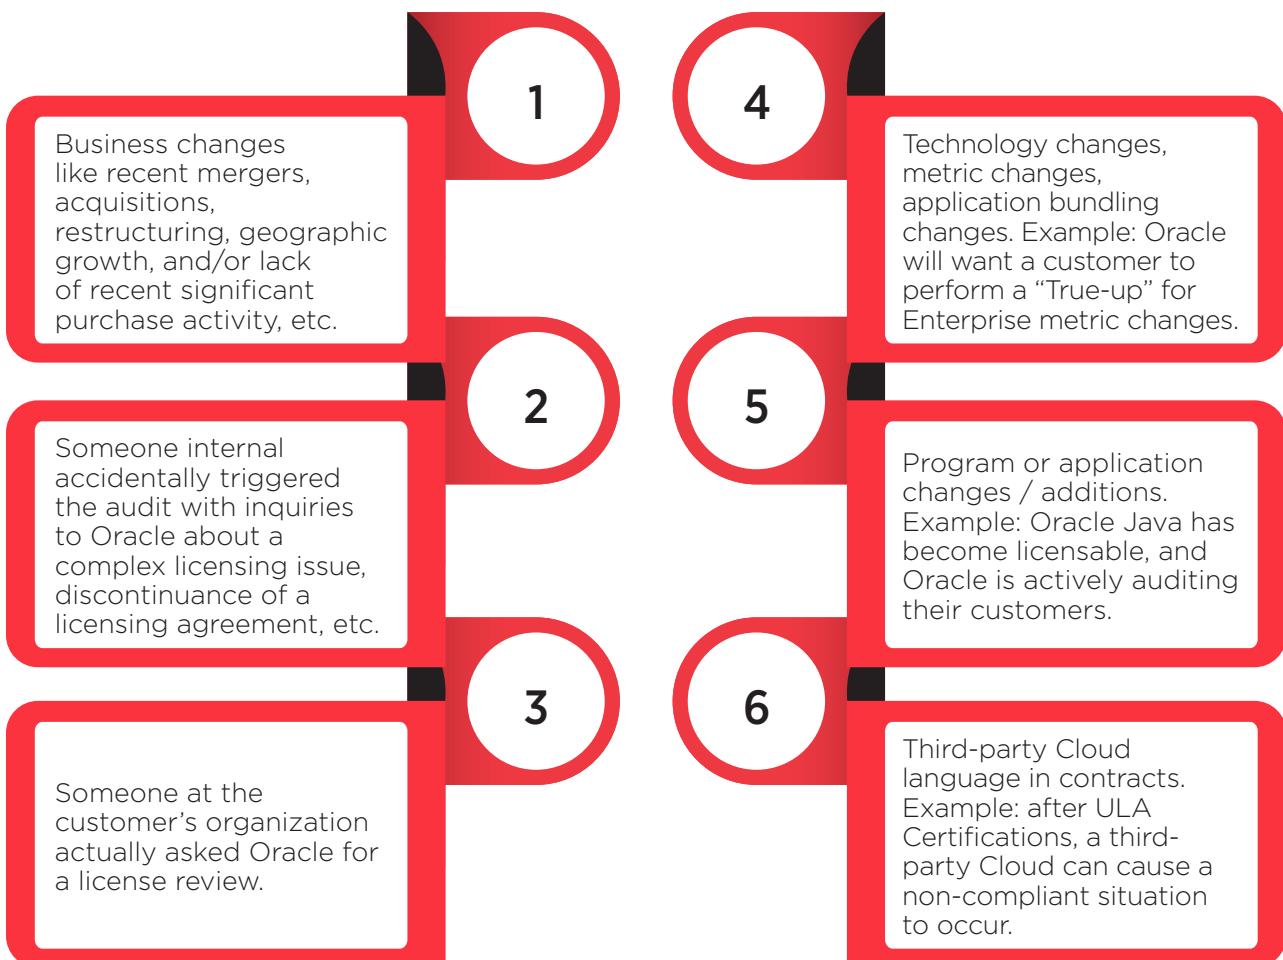 1
Business changes
like recent mergers,
acquisitions,
restructuring, geographic
growth, and/or lack
of recent significant
purchase activity, etc.
2
Someone internal
accidentally triggered
the audit with inquiries
to Oracle about a
complex licensing issue,
discontinuance of a
licensing agreement, etc.
3
Someone at the
customer’s organization
actually asked Oracle for
a license review.
4
Technology changes,
metric changes,
application bundling
changes. Example: Oracle
will want a customer to
perform a “True-up” for
Enterprise metric changes.
5
Program or application
changes / additions.
Example: Oracle Java has
become licensable, and
Oracle is actively auditing
their customers.
6
Third-party Cloud
language in contracts.
Example: after ULA
Certifications, a third-
party Cloud can cause a
non-compliant situation
to occur.